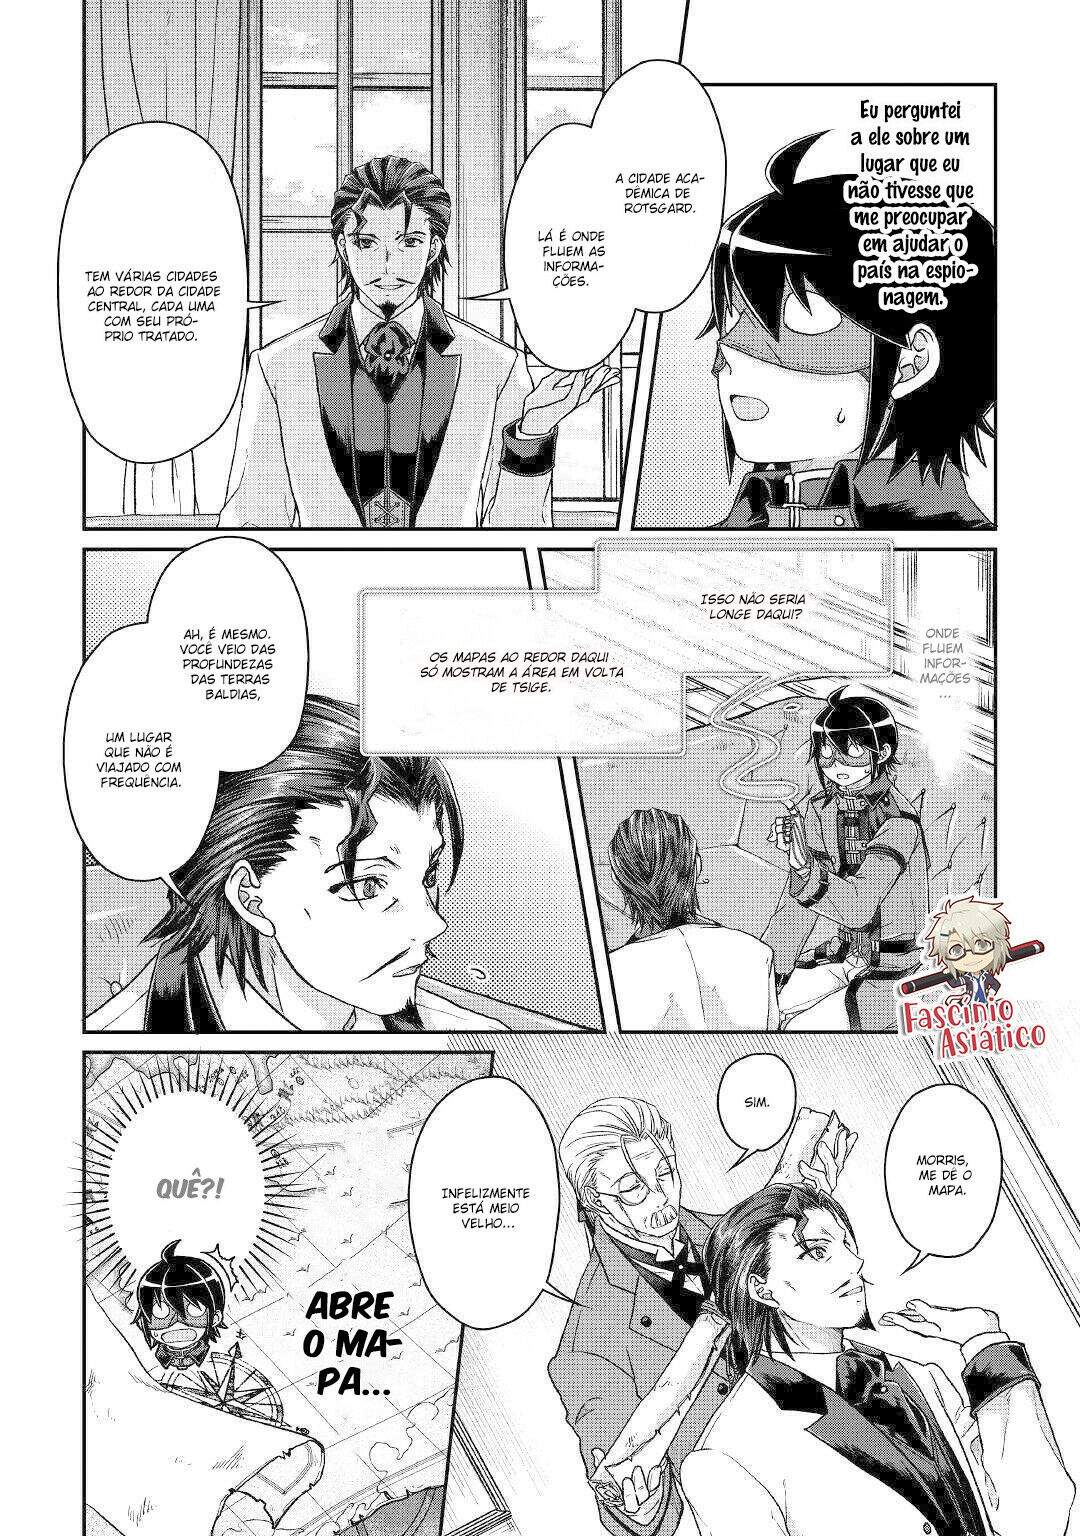 Eu perguntei
a ele sobre um
lugar que eu
não tivesse que
me preocupar
em ajudar o
país na espio-
nagem.
A CIDADE ACA-
DÊMICA DE
ROTSGARD.
LÁ É ONDE
FLUEM AS
INFORMA-
ÇÕES.
TEM VÁRIAS CIDADES
AO REDOR DA CIDADE
CENTRAL, CADA UMA
COM SEU PRÓ-
PRIO TRATADO.
ONDE
FLUEM
INFOR-
MAÇÕES
...
ISSO NÃO SERIA
LONGE DAQUI?
OS MAPAS AO REDOR DAQUI
SÓ MOSTRAM A ÁREA EM VOLTA
DE TSIGE.
AH, É MESMO.
VOCÊ VEIO DAS
PROFUNDEZAS
DAS TERRAS
BALDIAS,
UM LUGAR
QUE NÃO É
VIAJADO COM
FREQUÊNCIA.
Fascínio
Asiático
MORRIS,
ME DÊ O
MAPA.
SIM.
INFELIZMENTE
ESTÁ MEIO
VELHO...
QUÊ?!
ABRE
O MA-
PA...